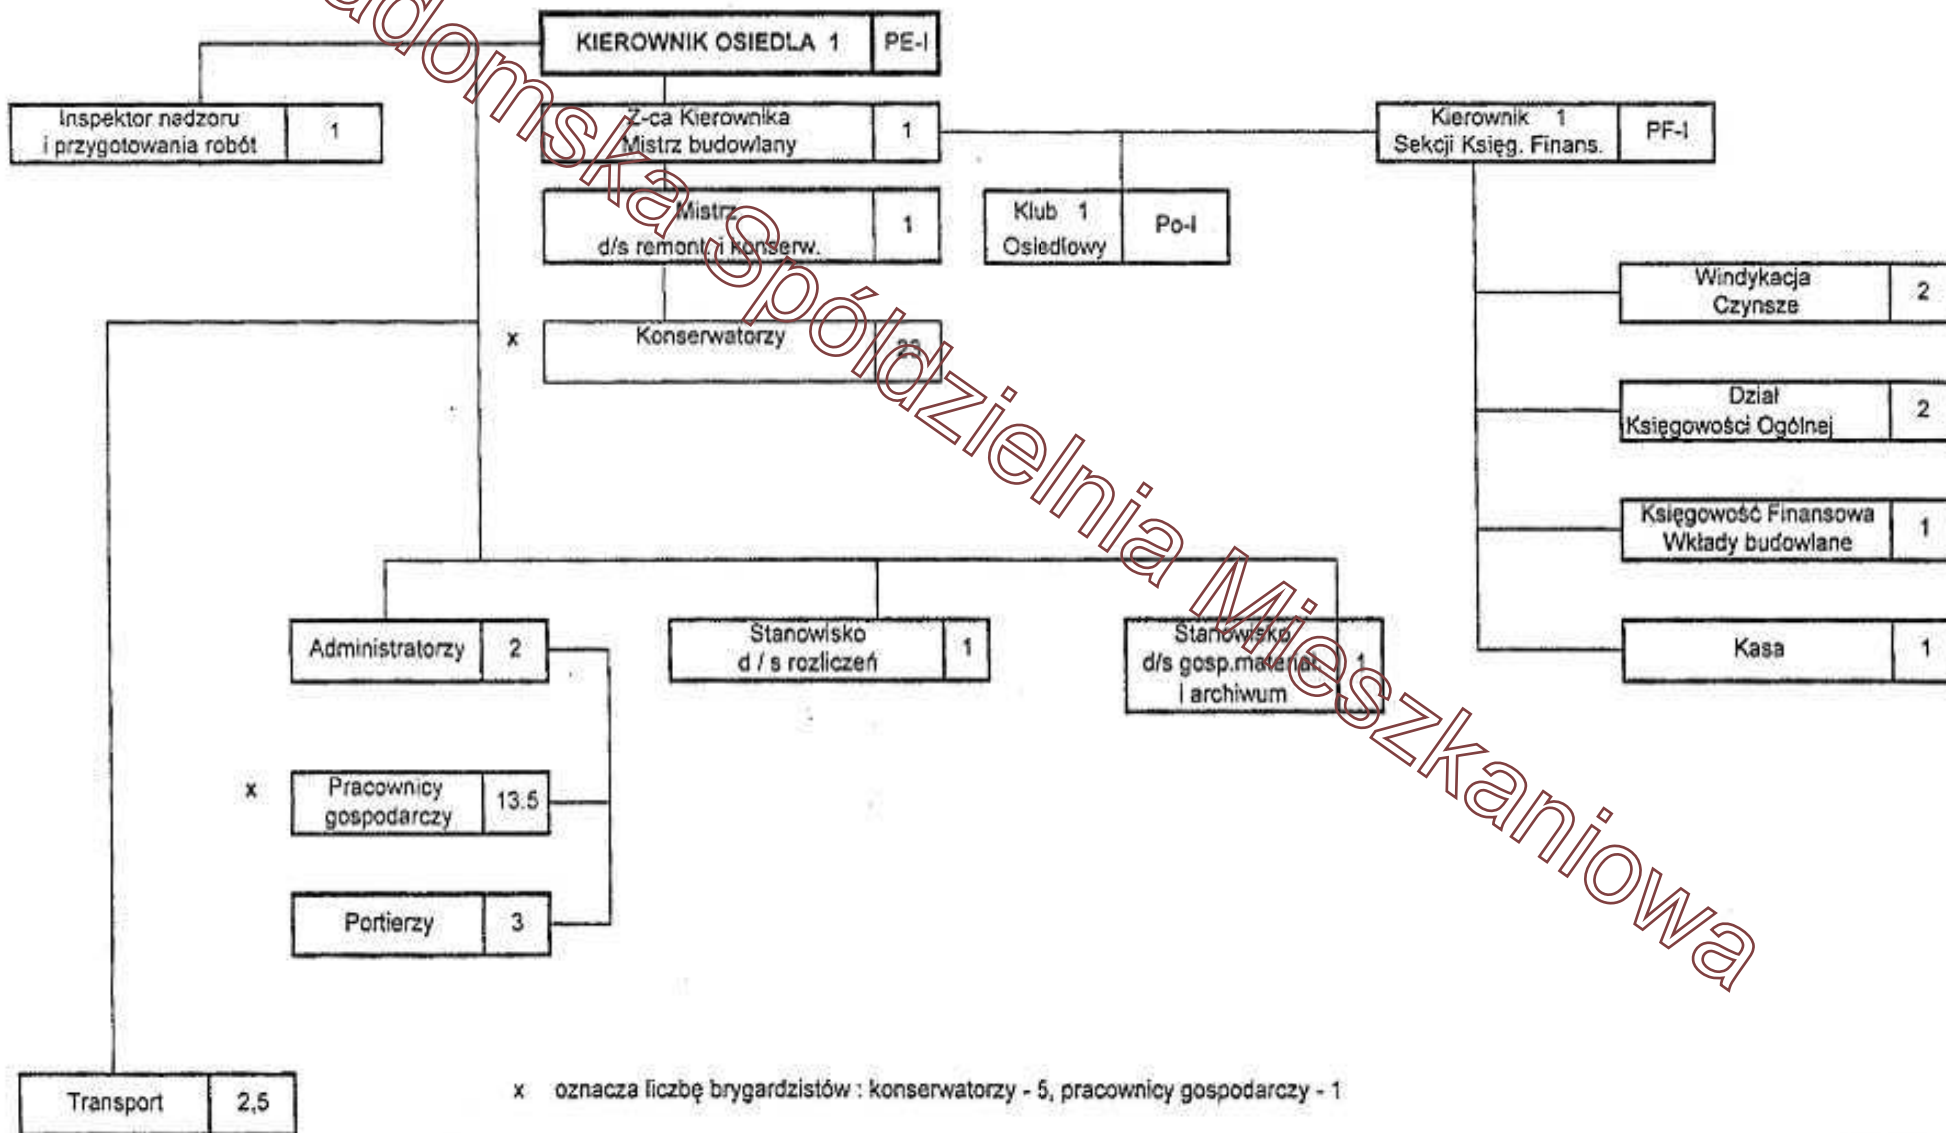 KIEROWNIK OSIEDLA 1 PE-I
Inspektor nadzoru
i przygotowania robót 1
Z-ca Kierownika
Mistrz budowlany 1
Kierownik 1
Sekcji Księg. Finans. PF-I
Mistrz
d/s remont. i konserw. 1
Klub 1
Osiedlowy Po-I
Windykacja
Czynsze 2
x Konserwatorzy
Dział
Księgowości Ogólnej 2
Księgowość Finansowa
Wkłady budowlane 1
Administratorzy 2
Stanowisko
d / s rozliczeń 1
Stanowisko
d/s gosp.materiał. 1
i archiwum
Kasa 1
x Pracownicy
gospodarczy 13.5
Portierzy 3
Transport 2,5
x oznacza liczbę brygardzistów : konserwatorzy - 5, pracownicy gospodarczy - 1
adomska Spółdzielnia Mieszkaniowa